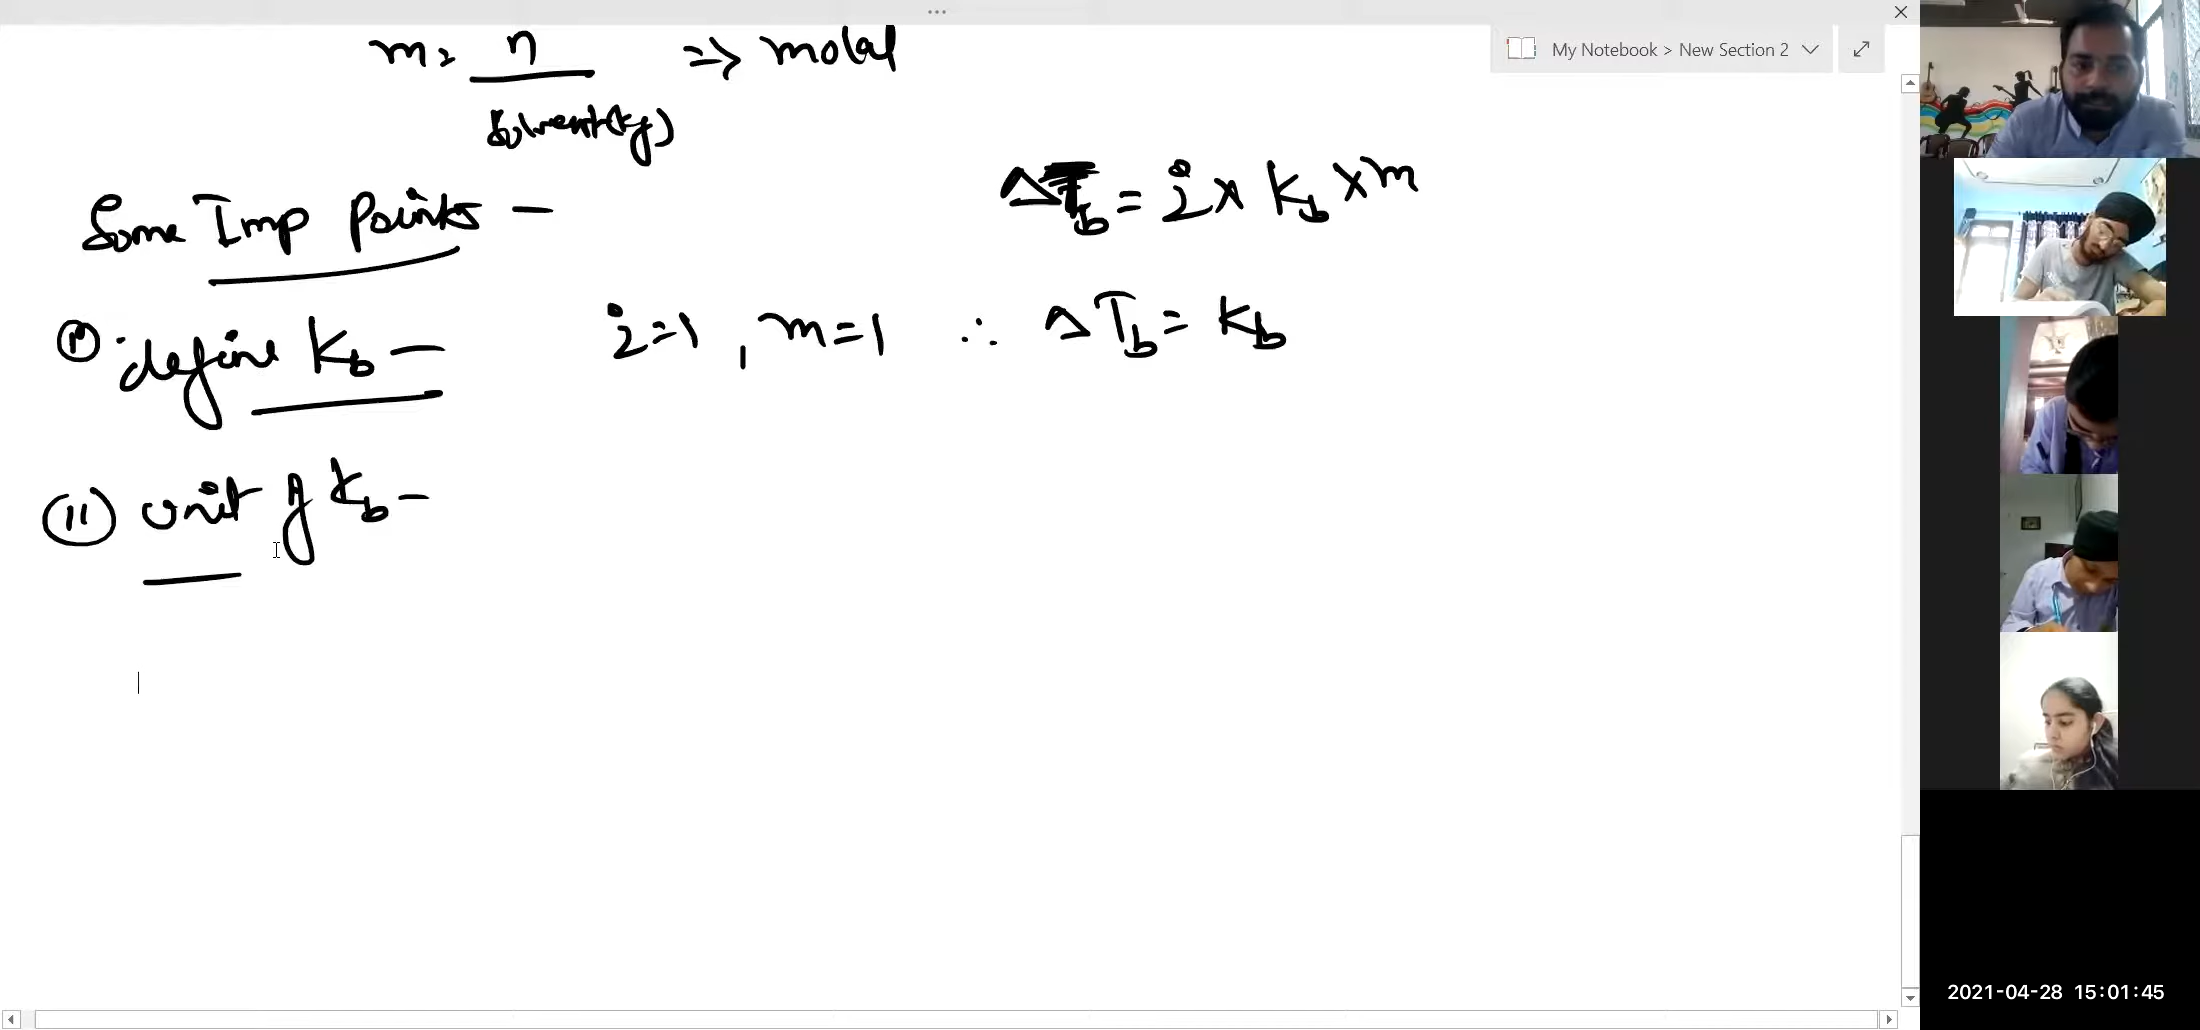 ...
m = n / solvent(kg) => molal
My Notebook > New Section 2
ΔTb = i × Kb × m
Some Imp Points –
(i) define Kb – i=1, m=1 ∴ ΔTb = Kb
(11) unit of Kb –
2021-04-28 15:01:45